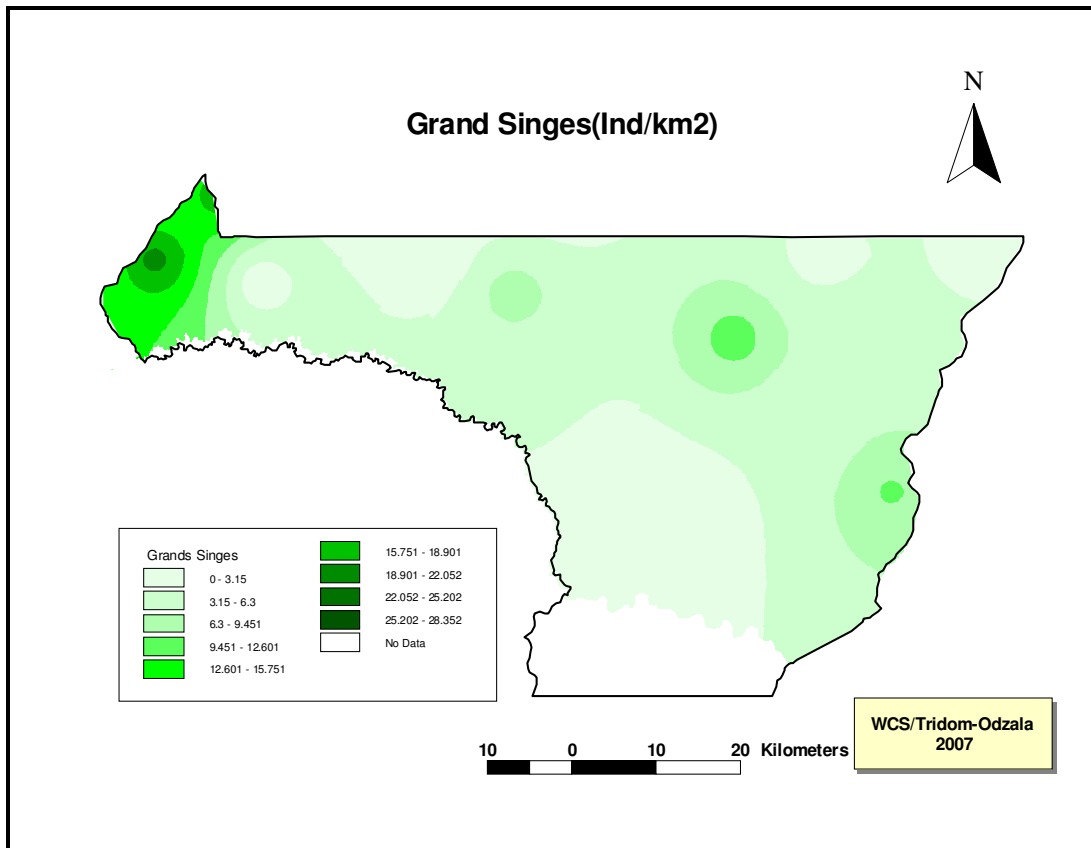 N
Grand Singes(Ind/km2)
Grands Singes
0 - 3.15
3.15 - 6.3
6.3 - 9.451
9.451 - 12.601
12.601 - 15.751
15.751 - 18.901
18.901 - 22.052
22.052 - 25.202
25.202 - 28.352
No Data
10 0 10 20 Kilometers
WCS/Tridom-Odzala
2007